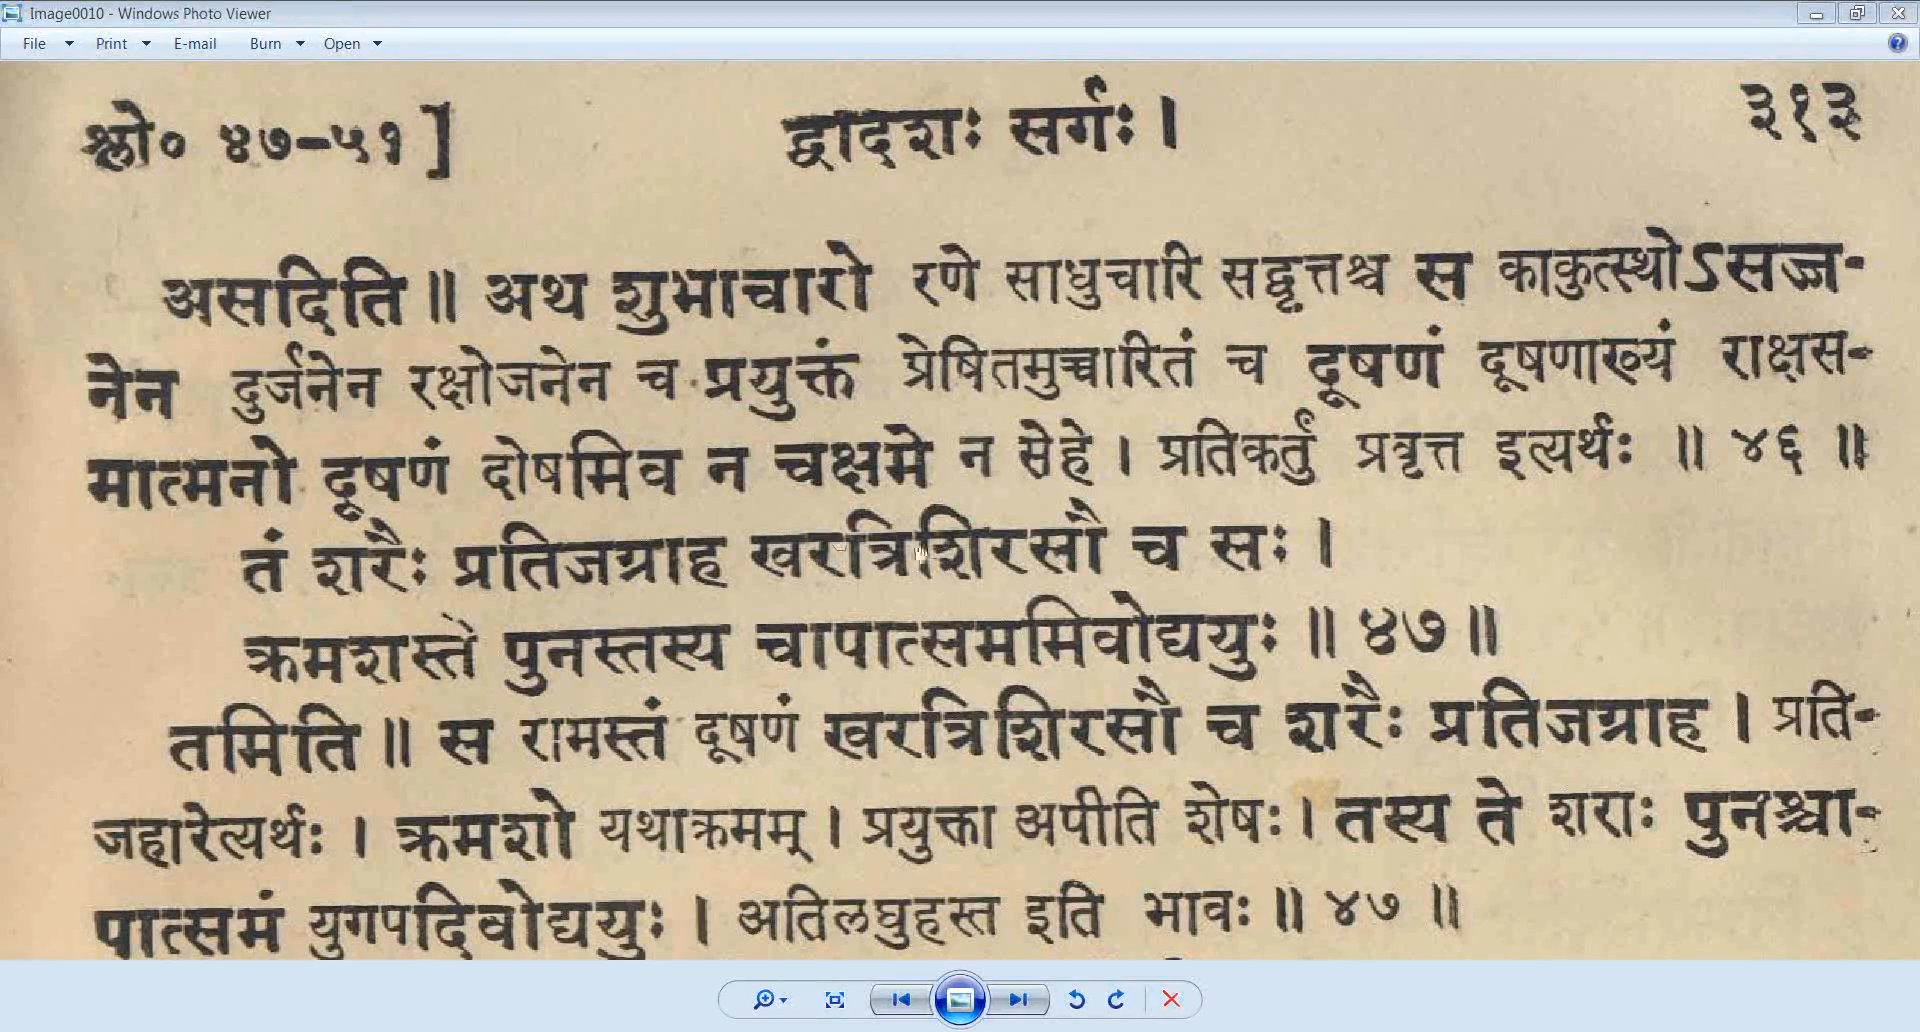 Image0010 - Windows Photo Viewer
File Print E-mail Burn Open
श्लो० ४७-५१ ] द्वादशः सर्गः । ३१३
असदिति ॥ अथ शुभाचारो रणे साधुचारि सद्वृत्तश्च स काकुत्स्थोऽसज्ज-
नेन दुर्जनेन रक्षोजनेन च प्रयुक्तं प्रेषितमुच्चारितं च दूषणं दूषणाख्यं राक्षस-
मात्मनो दूषणं दोषमिव न चक्षमे न सेहे । प्रतिकर्तुं प्रवृत्त इत्यर्थः ॥ ४६ ॥
तं शरैः प्रतिजग्राह खरत्रिशिरसौ च सः ।
क्रमशस्ते पुनस्तस्य चापात्सममिवोद्ययुः ॥ ४७ ॥
तमिति ॥ स रामस्तं दूषणं खरत्रिशिरसौ च शरैः प्रतिजग्राह । प्रति-
जहारेत्यर्थः । क्रमशो यथाक्रमम् । प्रयुक्ता अपीति शेषः । तस्य ते शराः पुनश्चा-
पात्समं युगपदिवोद्ययुः । अतिलघुहस्त इति भावः ॥ ४७ ॥